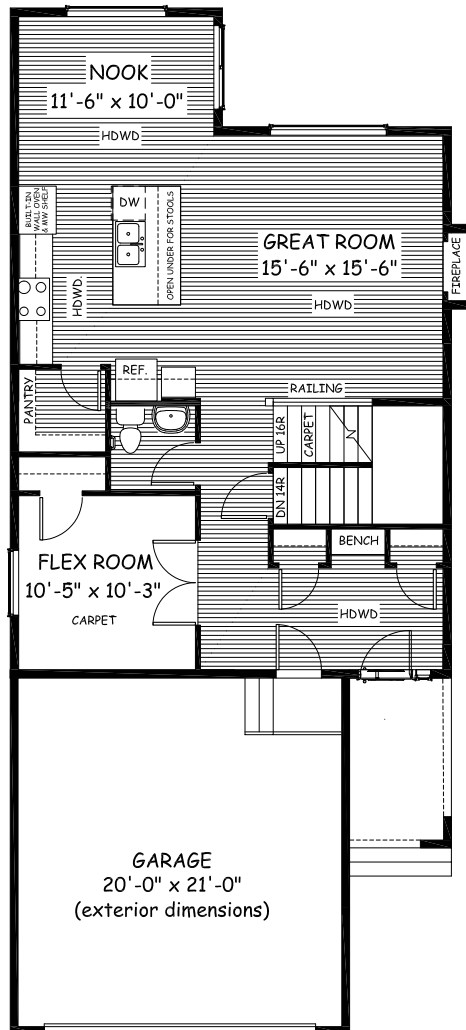 NOOK
11'-6" x 10'-0"
HDWD
BUILT-IN
WALL OVEN
& MW SHELF
DW
OPEN UNDER FOR STOOLS
GREAT ROOM
15'-6" x 15'-6"
HDWD
FIREPLACE
HDWD.
REF.
PANTRY
RAILING
UP 16R
CARPET
DN 14R
FLEX ROOM
10'-5" x 10'-3"
CARPET
BENCH
HDWD
GARAGE
20'-0" x 21'-0"
(exterior dimensions)